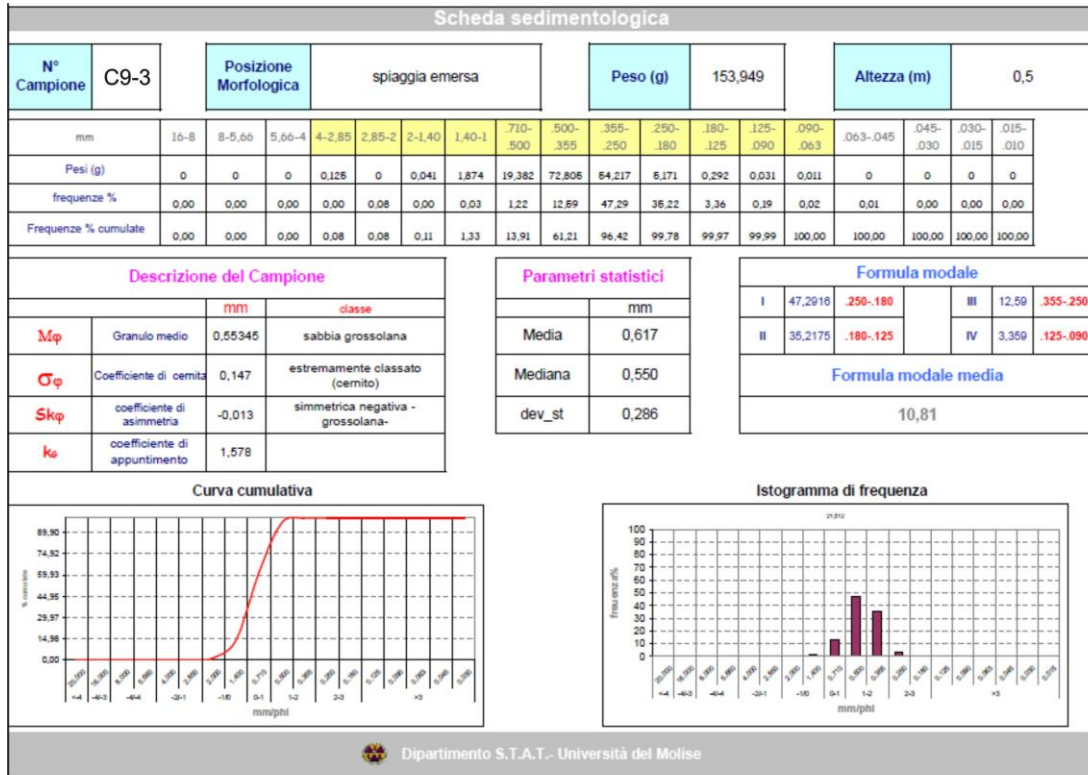 Scheda sedimentologica
N° Campione C9-3 Posizione Morfologica spiaggia emersa Peso (g) 153,949 Altezza (m) 0,5
mm 16-8 8-5,66 5,66-4 4-2,85 2,85-2 2-1,40 1,40-1 .710-.500 .500-.355 .355-.250 .250-.180 .180-.125 .125-.090 .090-.063 .063-.045 .045-.030 .030-.015 .015-.010
Pesi (g) 0 0 0 0,125 0 0,041 1,874 19,382 72,805 54,217 5,171 0,292 0,031 0,011 0 0 0 0
frequenze % 0,00 0,00 0,00 0,00 0,08 0,00 0,03 1,22 12,59 47,29 35,22 3,36 0,19 0,02 0,01 0,00 0,00 0,00
Frequenze % cumulate 0,00 0,00 0,00 0,08 0,08 0,11 1,33 13,91 61,21 96,42 99,78 99,97 99,99 100,00 100,00 100,00 100,00 100,00
Descrizione del Campione
mm classe
Mφ Granulo medio 0,55345 sabbia grossolana
σφ Coefficiente di cernita 0,147 estremamente classato (cernito)
Skφ coefficiente di asimmetria -0,013 simmetrica negativa - grossolana-
kG coefficiente di appuntimento 1,578
Parametri statistici
mm
Media 0,617
Mediana 0,550
dev_st 0,286
Formula modale
I 47,2916 .250-.180 III 12,59 .355-.250
II 35,2175 .180-.125 IV 3,359 .125-.090
Formula modale media
10,81
Curva cumulativa
% cumulate
89,90
74,92
59,93
44,95
29,97
14,98
0,00
mm/phi
Istogramma di frequenza
freuenza%
100
90
80
70
60
50
40
30
20
10
0
mm/phi
Dipartimento S.T.A.T.- Università del Molise